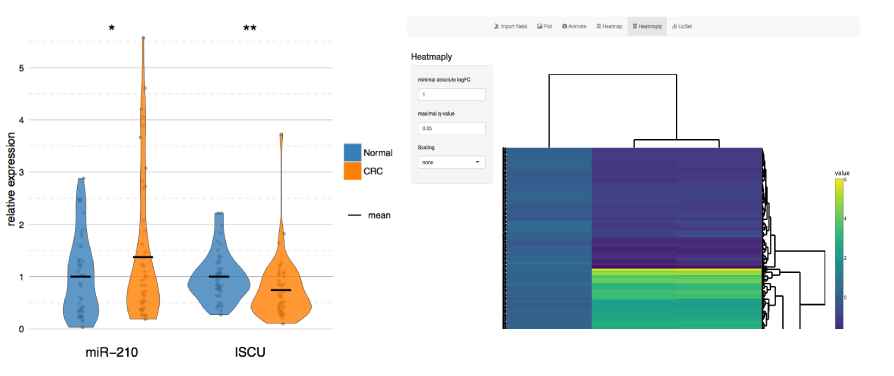 * **
5
4
3
2
1
0
relative expression
miR−210 ISCU
Normal
CRC
mean
Import file(s) Plot Animate Heatmap Heatmaply UpSet
Heatmaply
minimal absolute logFC
1
maximal q-value
0.05
Scaling
none
value
6
4
2
0